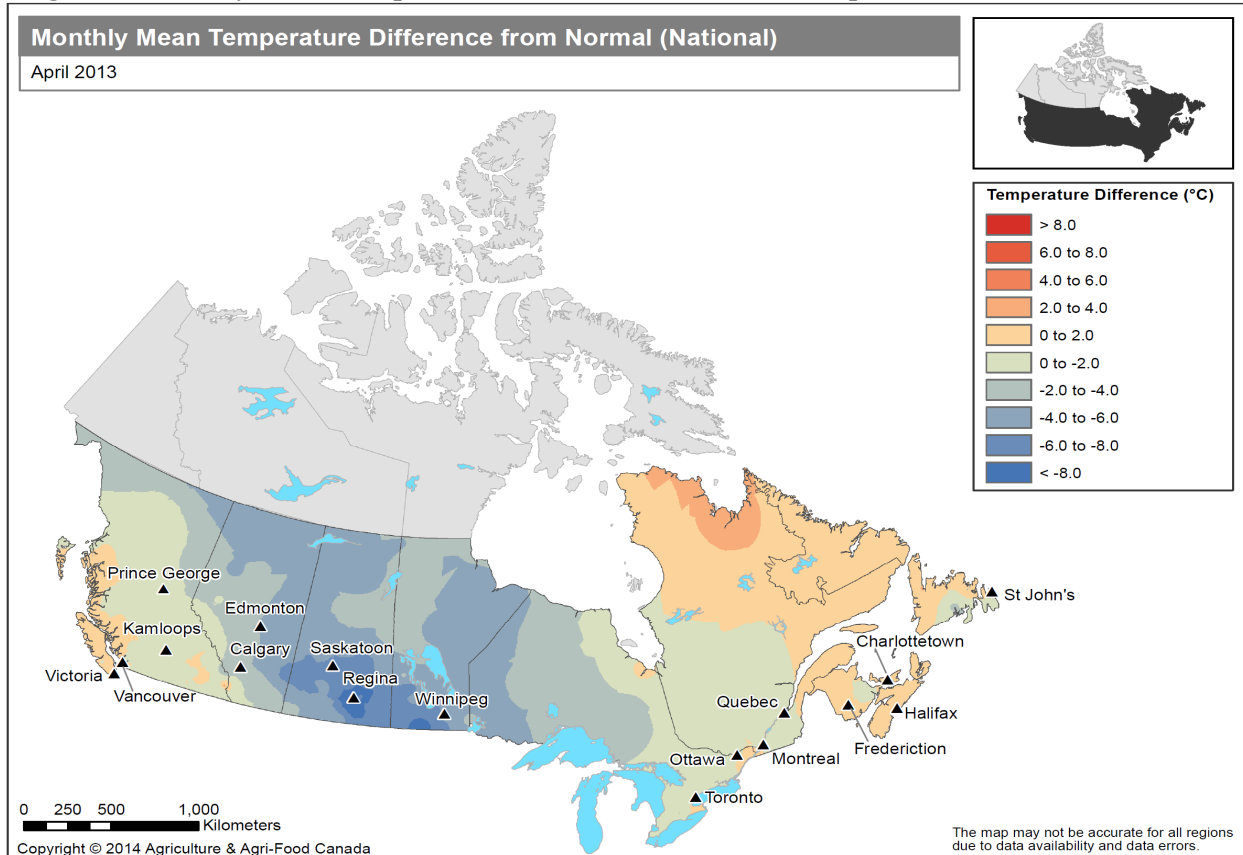 Monthly Mean Temperature Difference from Normal (National)
April 2013
Temperature Difference (°C)
> 8.0
6.0 to 8.0
4.0 to 6.0
2.0 to 4.0
0 to 2.0
0 to -2.0
-2.0 to -4.0
-4.0 to -6.0
-6.0 to -8.0
< -8.0
Prince George
Edmonton
Kamloops
Calgary
Saskatoon
Regina
Victoria
Vancouver
Winnipeg
St John's
Charlottetown
Quebec
Halifax
Frederiction
Ottawa
Montreal
Toronto
0 250 500 1,000
Kilometers
Copyright © 2014 Agriculture & Agri-Food Canada
The map may not be accurate for all regions
due to data availability and data errors.